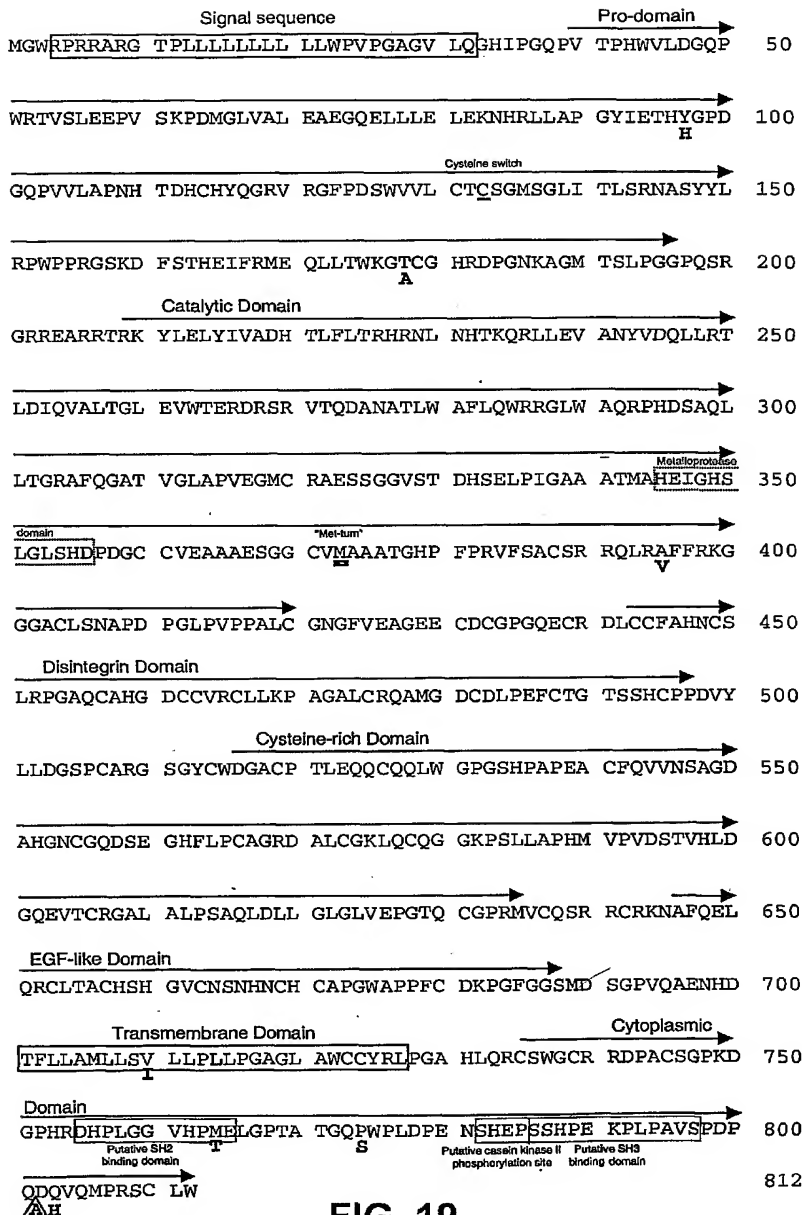 Signal sequence Pro-domain
MGWRPRRARG TPLLLLLLLL LLWPVPGAGV LQGHIPGQPV TPHWVLDGQP 50
WRTVSLEEPV SKPDMGLVAL EAEGQELLLE LEKNHRLLAP GYIETHYGPD 100
H
Cysteine switch
GQPVVLAPNH TDHCHYQGRV RGFPDSWVVL CTCSGMSGLI TLSRNASYYL 150
RPWPPRGSKD FSTHEIFRME QLLTWKGTCG HRDPGNKAGM TSLPGGPQSR 200
A
Catalytic Domain
GRREARRTRK YLELYIVADH TLFLTRHRNL NHTKQRLLEV ANYVDQLLRT 250
LDIQVALTGL EVWTERDRSR VTQDANATLW AFLQWRRGLW AQRPHDSAQL 300
Metalloprotease
LTGRAFQGAT VGLAPVEGMC RAESSGGVST DHSELPIGAA ATMAHEIGHS 350
domain "Met-turn"
LGLSHDPDGC CVEAAAESGG CVMAAATGHP FPRVFSACSR RQLRAFFRKG 400
V
GGACLSNAPD PGLPVPPALC GNGFVEAGEE CDCGPGQECR DLCCFAHNCS 450
Disintegrin Domain
LRPGAQCAHG DCCVRCLLKP AGALCRQAMG DCDLPEFCTG TSSHCPPDVY 500
Cysteine-rich Domain
LLDGSPCARG SGYCWDGACP TLEQQCQQLW GPGSHPAPEA CFQVVNSAGD 550
AHGNCGQDSE GHFLPCAGRD ALCGKLQCQG GKPSLLAPHM VPVDSTVHLD 600
GQEVTCRGAL ALPSAQLDLL GLGLVEPGTQ CGPRMVCQSR RCRKNAFQEL 650
EGF-like Domain
QRCLTACHSH GVCNSNHNCH CAPGWAPPFC DKPGFGGSMD SGPVQAENHD 700
Transmembrane Domain Cytoplasmic
TFLLAMLLSV LLPLLPGAGL AWCCYRLPGA HLQRCSWGCR RDPACSGPKD 750
I
Domain
GPHRDHPLGG VHPMELGPTA TGQPWPLDPE NSHEPSSHPE KPLPAVSPDP 800
T S
Putative SH2 binding domain Putative casein kinase II phosphorylation site Putative SH3 binding domain
QDQVQMPRSC LW 812
A H
FIG. 19